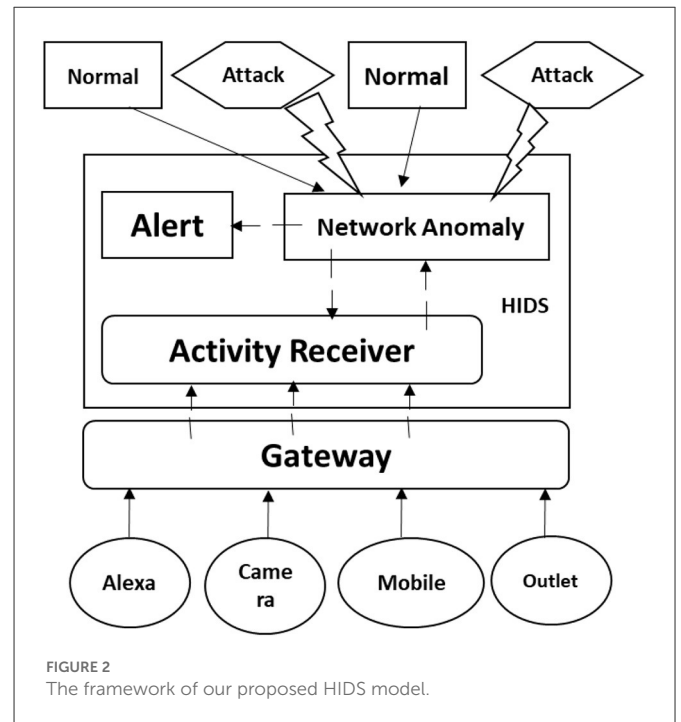 Normal
Attack
Normal
Attack
Alert
Network Anomaly
HIDS
Activity Receiver
Gateway
Alexa
Came
ra
Mobile
Outlet
FIGURE 2
The framework of our proposed HIDS model.